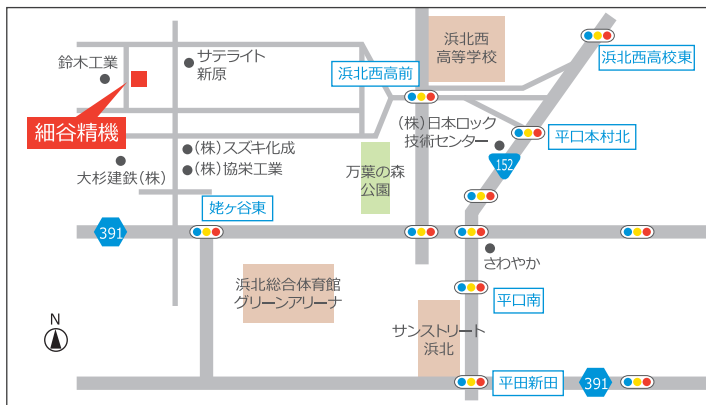 鈴木工業
細谷精機
サテライト
新原
浜北西高前
浜北西
高等学校
浜北西高校東
(株)スズキ化成
(株)協栄工業
大杉建鉄(株)
万葉の森
公園
(株)日本ロック
技術センター
平口本村北
152
姥ヶ谷東
391
さわやか
浜北総合体育館
グリーンアリーナ
平口南
サンストリート
浜北
N
平田新田
391